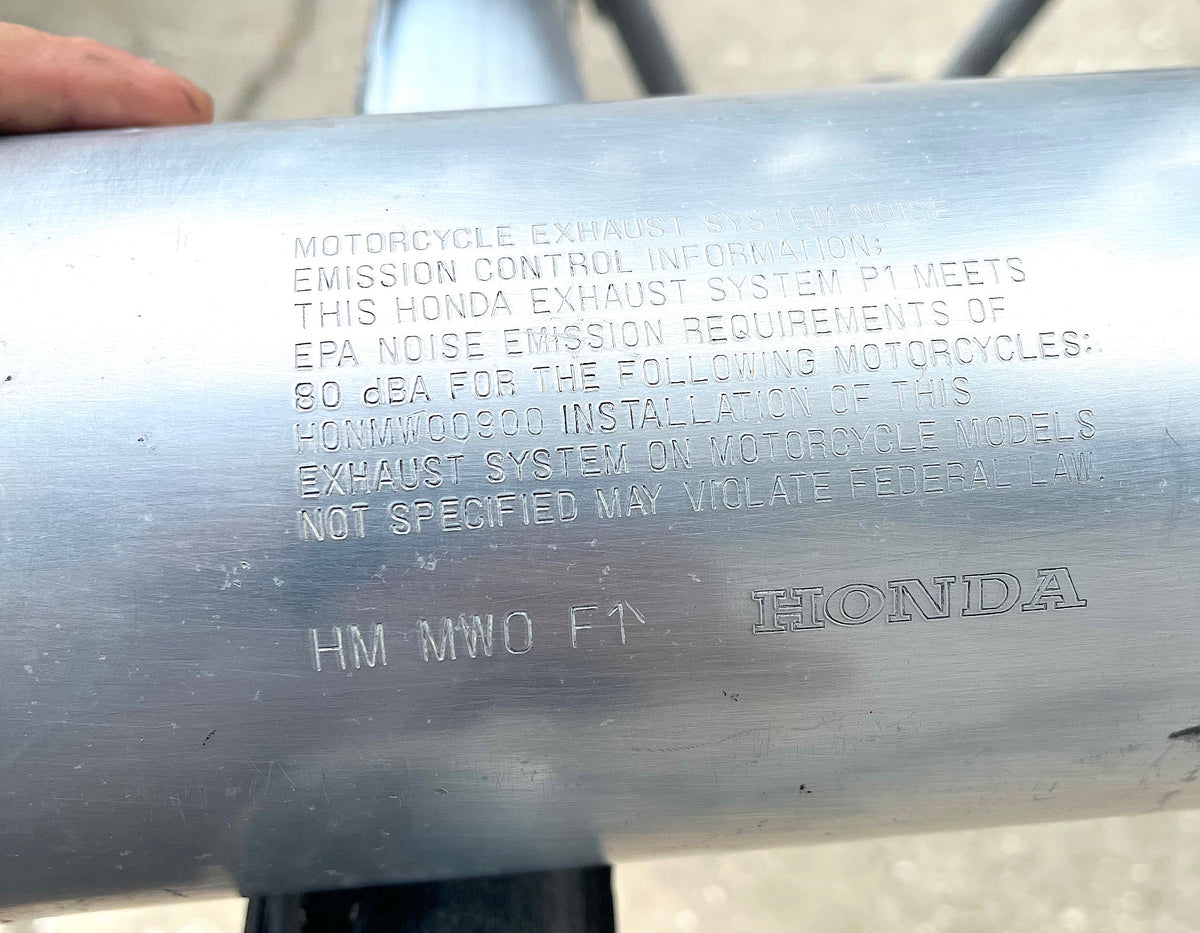 MOTORCYCLE EXHAUST SYSTEM NOISE
EMISSION CONTROL INFORMATION;
THIS HONDA EXHAUST SYSTEM P1 MEETS
EPA NOISE EMISSION REQUIREMENTS OF
80 dBA FOR THE FOLLOWING MOTORCYCLES:
HONMW00900 INSTALLATION OF THIS
EXHAUST SYSTEM ON MOTORCYCLE MODELS
NOT SPECIFIED MAY VIOLATE FEDERAL LAW.
HM MW0 F1
HONDA